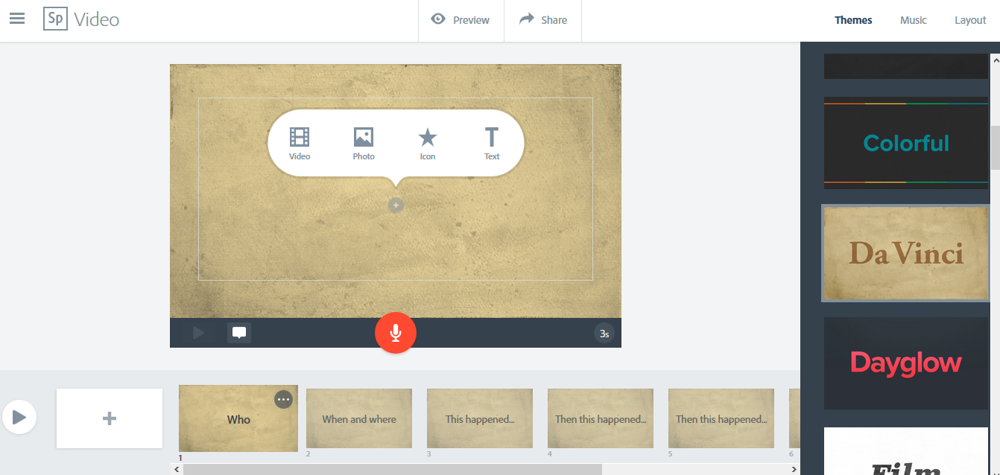 Sp Video
Preview
Share
Themes
Music
Layout
Video
Photo
Icon
Text
3s
Colorful
Da Vinci
Dayglow
Film
Who
When and where
This happened...
Then this happened...
Then this happened...
1
2
3
4
5
6